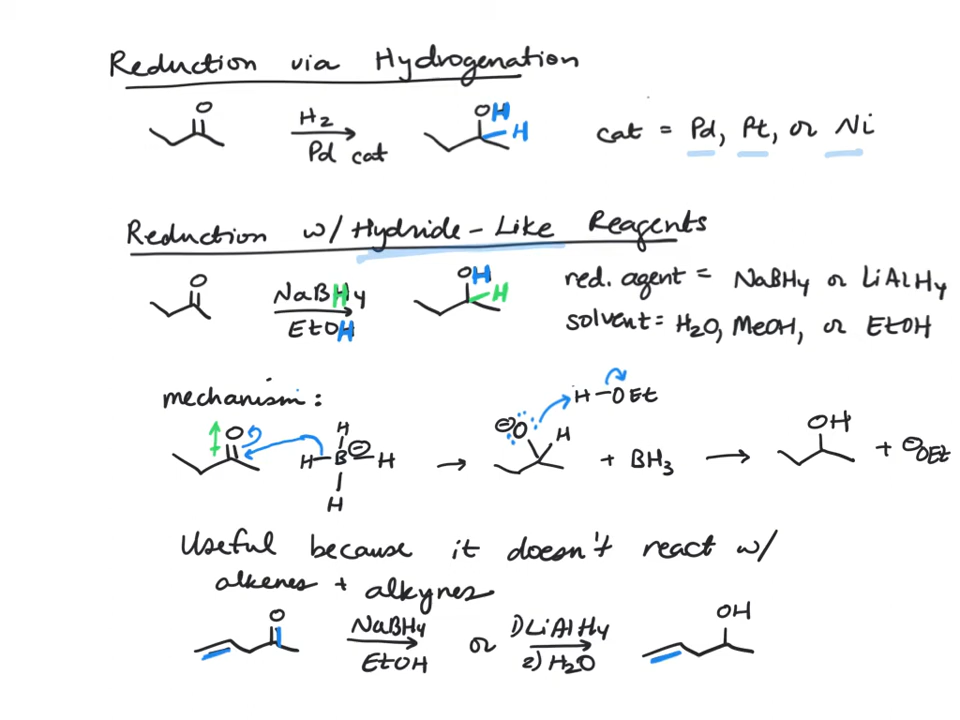 Reduction via Hydrogenation
O H2 OH H
Pd cat
cat = Pd, Pt, or Ni
Reduction w/ Hydride-Like Reagents
O NaBH4 OH H
EtOH
red. agent = NaBH4 or LiAlH4
solvent = H2O, MeOH, or EtOH
mechanism:
O H H B ⊖ H H
⊖O H H-OEt
+ BH3
OH + ⊖OEt
Useful because it doesn't react w/
alkenes + alkynes
O NaBH4 or 1) LiAlH4 OH
EtOH 2) H2O